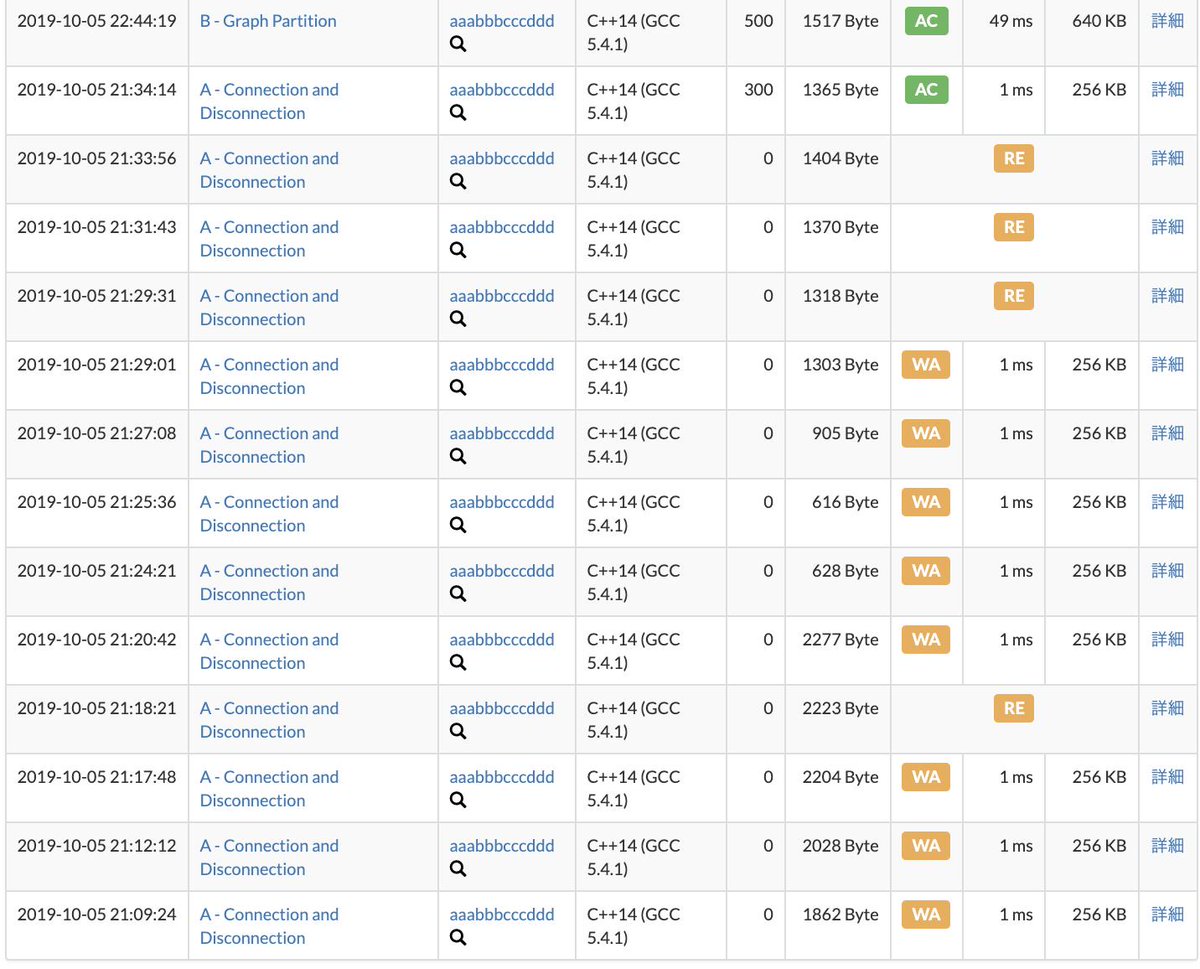 2019-10-05 22:44:19 B - Graph Partition aaabbbcccddd C++14 (GCC 5.4.1) 500 1517 Byte AC 49 ms 640 KB 詳細
2019-10-05 21:34:14 A - Connection and Disconnection aaabbbcccddd C++14 (GCC 5.4.1) 300 1365 Byte AC 1 ms 256 KB 詳細
2019-10-05 21:33:56 A - Connection and Disconnection aaabbbcccddd C++14 (GCC 5.4.1) 0 1404 Byte RE 詳細
2019-10-05 21:31:43 A - Connection and Disconnection aaabbbcccddd C++14 (GCC 5.4.1) 0 1370 Byte RE 詳細
2019-10-05 21:29:31 A - Connection and Disconnection aaabbbcccddd C++14 (GCC 5.4.1) 0 1318 Byte RE 詳細
2019-10-05 21:29:01 A - Connection and Disconnection aaabbbcccddd C++14 (GCC 5.4.1) 0 1303 Byte WA 1 ms 256 KB 詳細
2019-10-05 21:27:08 A - Connection and Disconnection aaabbbcccddd C++14 (GCC 5.4.1) 0 905 Byte WA 1 ms 256 KB 詳細
2019-10-05 21:25:36 A - Connection and Disconnection aaabbbcccddd C++14 (GCC 5.4.1) 0 616 Byte WA 1 ms 256 KB 詳細
2019-10-05 21:24:21 A - Connection and Disconnection aaabbbcccddd C++14 (GCC 5.4.1) 0 628 Byte WA 1 ms 256 KB 詳細
2019-10-05 21:20:42 A - Connection and Disconnection aaabbbcccddd C++14 (GCC 5.4.1) 0 2277 Byte WA 1 ms 256 KB 詳細
2019-10-05 21:18:21 A - Connection and Disconnection aaabbbcccddd C++14 (GCC 5.4.1) 0 2223 Byte RE 詳細
2019-10-05 21:17:48 A - Connection and Disconnection aaabbbcccddd C++14 (GCC 5.4.1) 0 2204 Byte WA 1 ms 256 KB 詳細
2019-10-05 21:12:12 A - Connection and Disconnection aaabbbcccddd C++14 (GCC 5.4.1) 0 2028 Byte WA 1 ms 256 KB 詳細
2019-10-05 21:09:24 A - Connection and Disconnection aaabbbcccddd C++14 (GCC 5.4.1) 0 1862 Byte WA 1 ms 256 KB 詳細